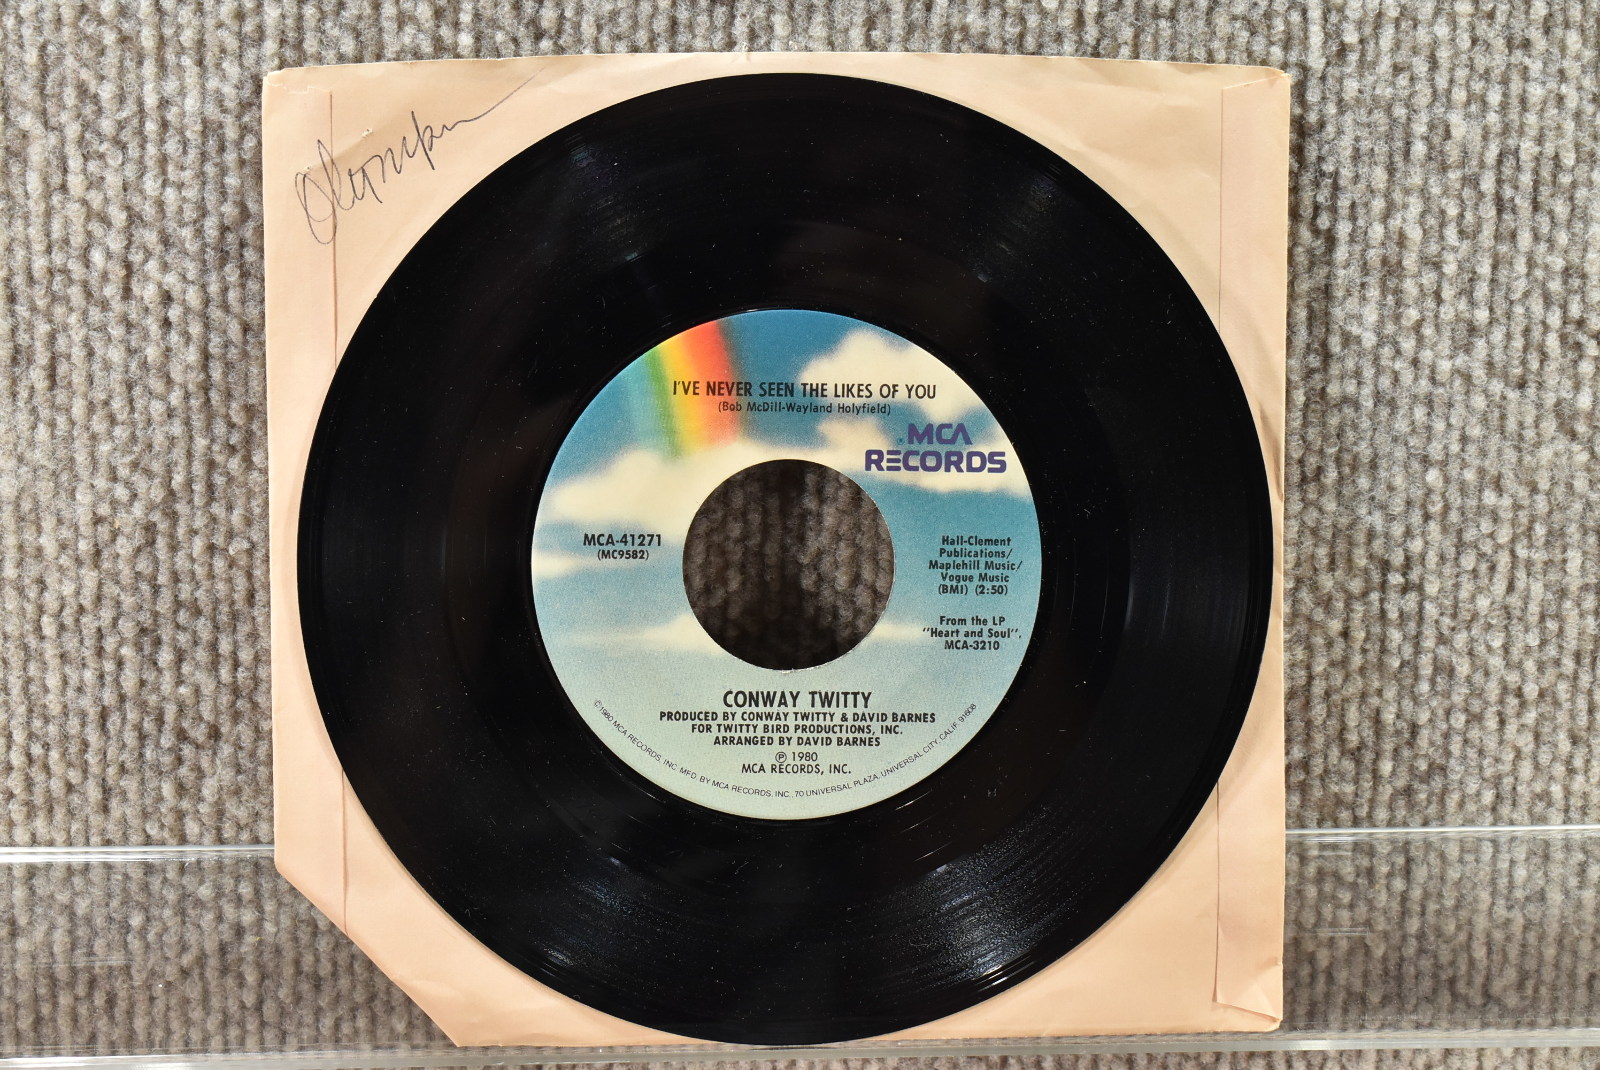 I'VE NEVER SEEN THE LIKES OF YOU
(Bob McDill-Wayland Holyfield)
MCA
RECORDS
MCA-41271
(MC9582)
Hall-Clement
Publications/
Maplehill Music/
Vogue Music
(BMI) (2:50)
From the LP
"Heart and Soul",
MCA-3210
CONWAY TWITTY
PRODUCED BY CONWAY TWITTY & DAVID BARNES
FOR TWITTY BIRD PRODUCTIONS, INC.
ARRANGED BY DAVID BARNES
℗ 1980
MCA RECORDS, INC.
©1980 MCA RECORDS, INC. MFD. BY MCA RECORDS, INC., 70 UNIVERSAL PLAZA, UNIVERSAL CITY, CALIF. 91608